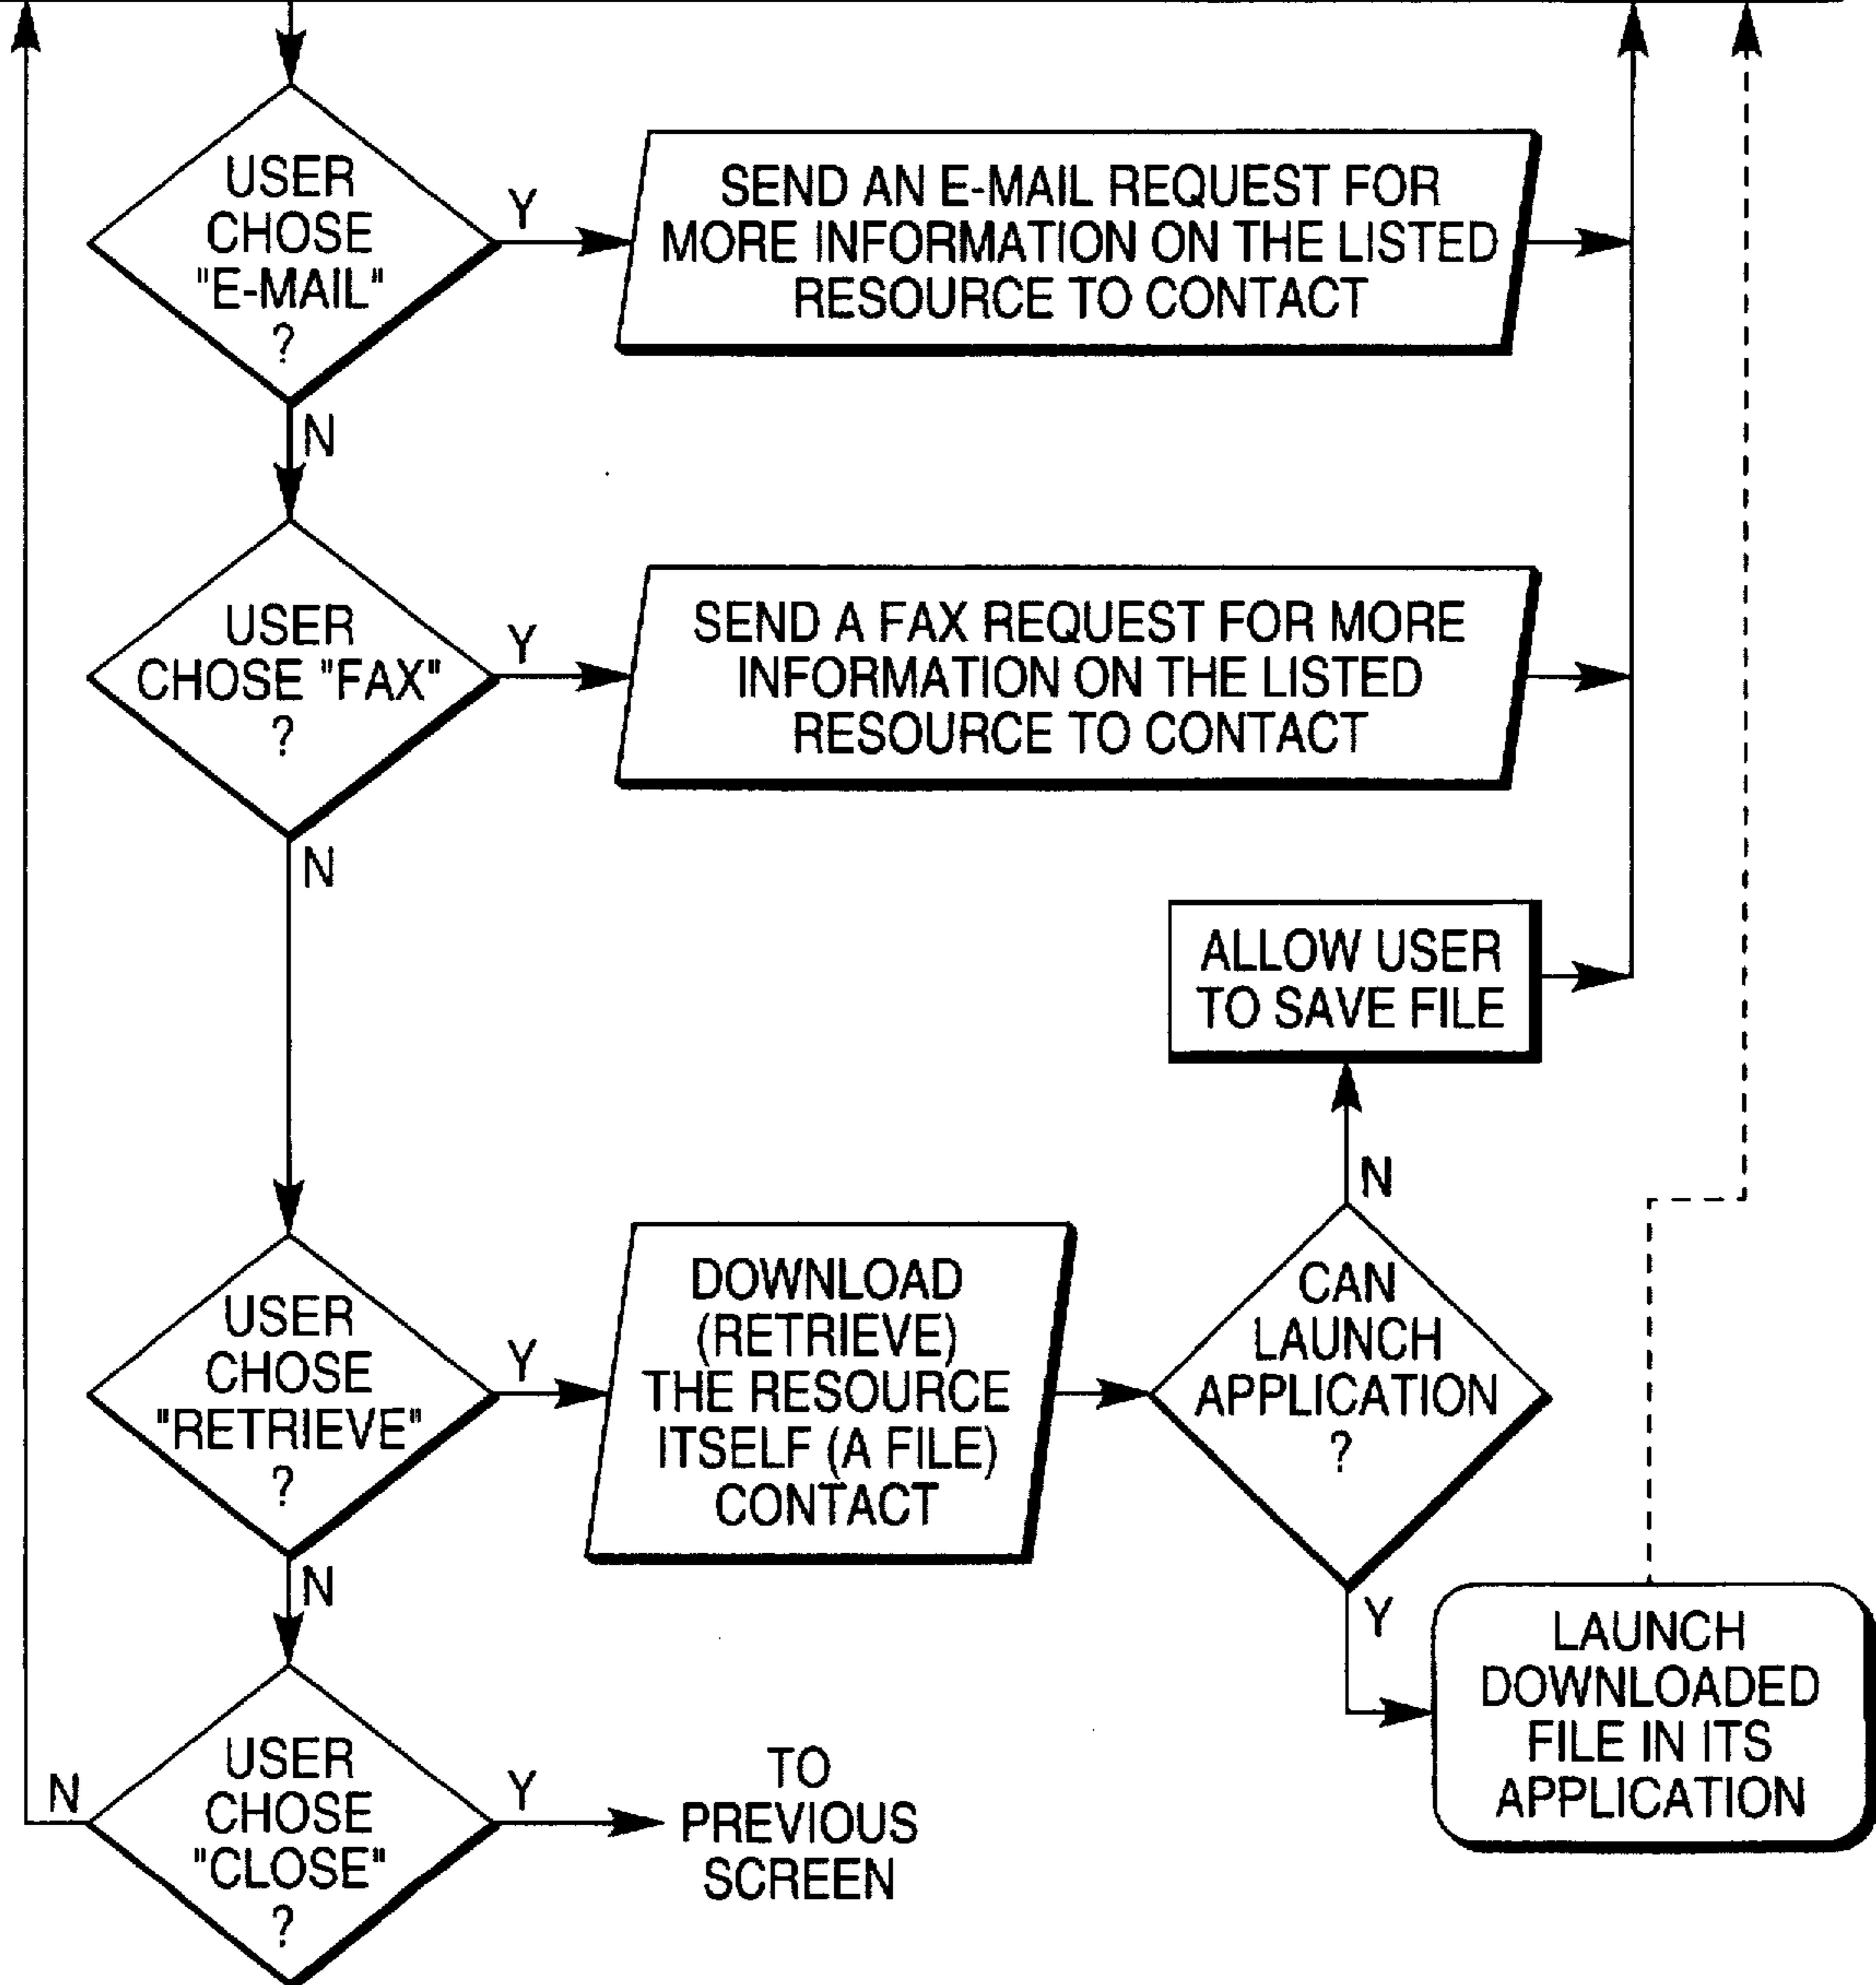 USER
CHOSE
"E-MAIL"
?
Y
SEND AN E-MAIL REQUEST FOR
MORE INFORMATION ON THE LISTED
RESOURCE TO CONTACT
N
USER
CHOSE "FAX"
?
Y
SEND A FAX REQUEST FOR MORE
INFORMATION ON THE LISTED
RESOURCE TO CONTACT
N
ALLOW USER
TO SAVE FILE
N
USER
CHOSE
"RETRIEVE"
?
Y
DOWNLOAD
(RETRIEVE)
THE RESOURCE
ITSELF (A FILE)
CONTACT
CAN
LAUNCH
APPLICATION
?
N
Y
LAUNCH
DOWNLOADED
FILE IN ITS
APPLICATION
N
USER
CHOSE
"CLOSE"
?
Y
TO
PREVIOUS
SCREEN